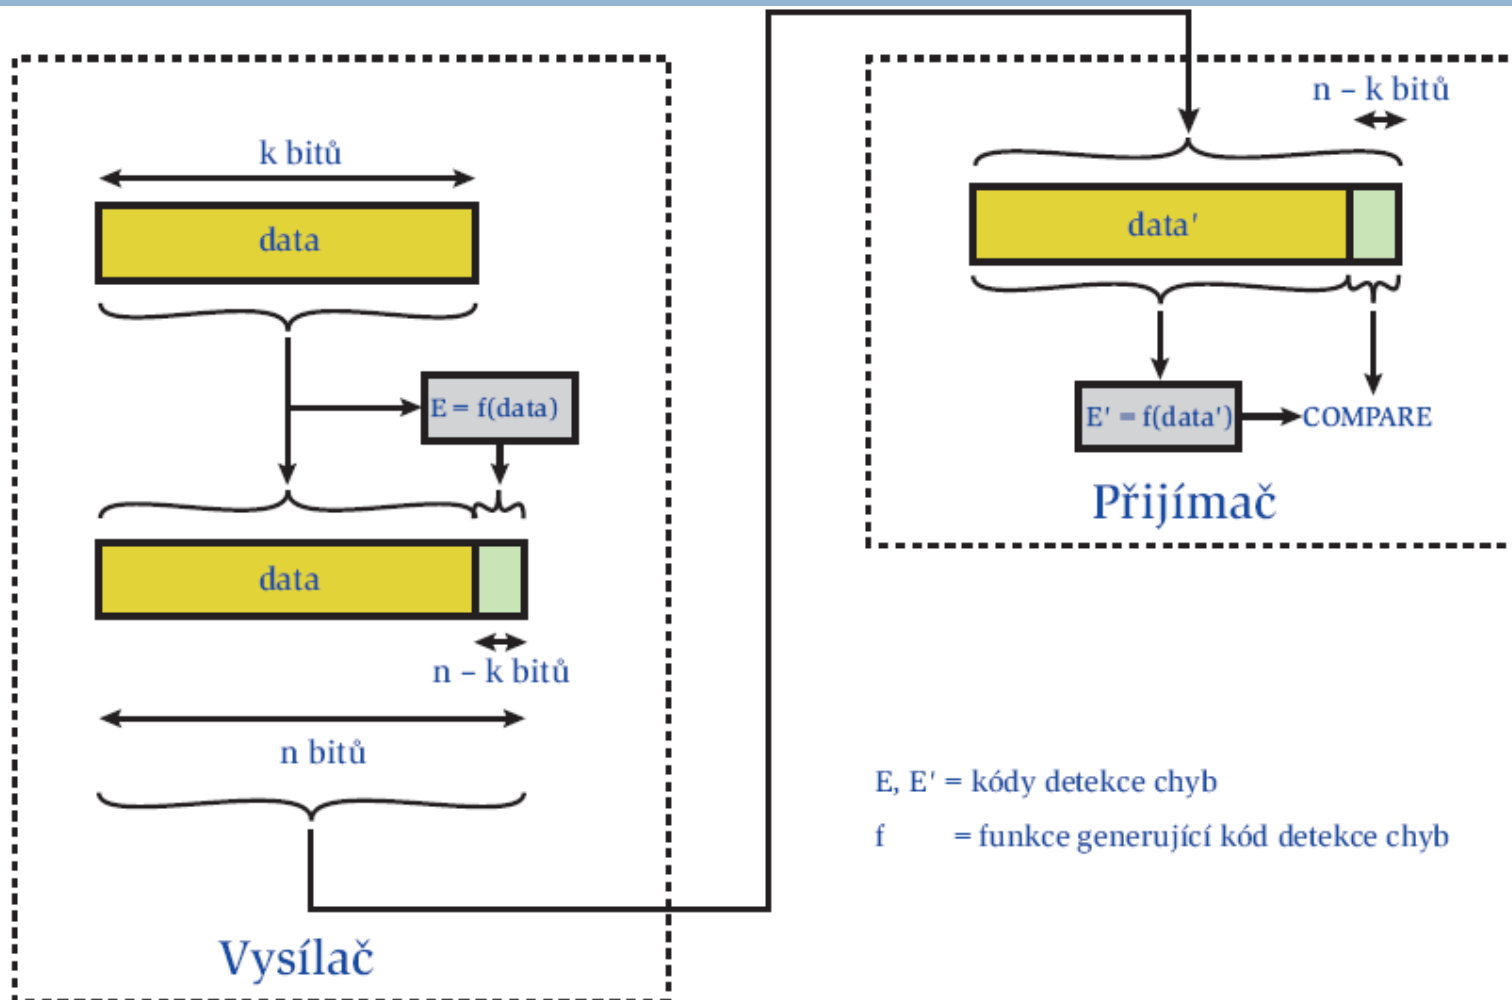 k bitů
data
E = f(data)
data
n – k bitů
n bitů
Vysílač
n – k bitů
data'
E' = f(data')
COMPARE
Přijímač
E, E' = kódy detekce chyb
f = funkce generující kód detekce chyb